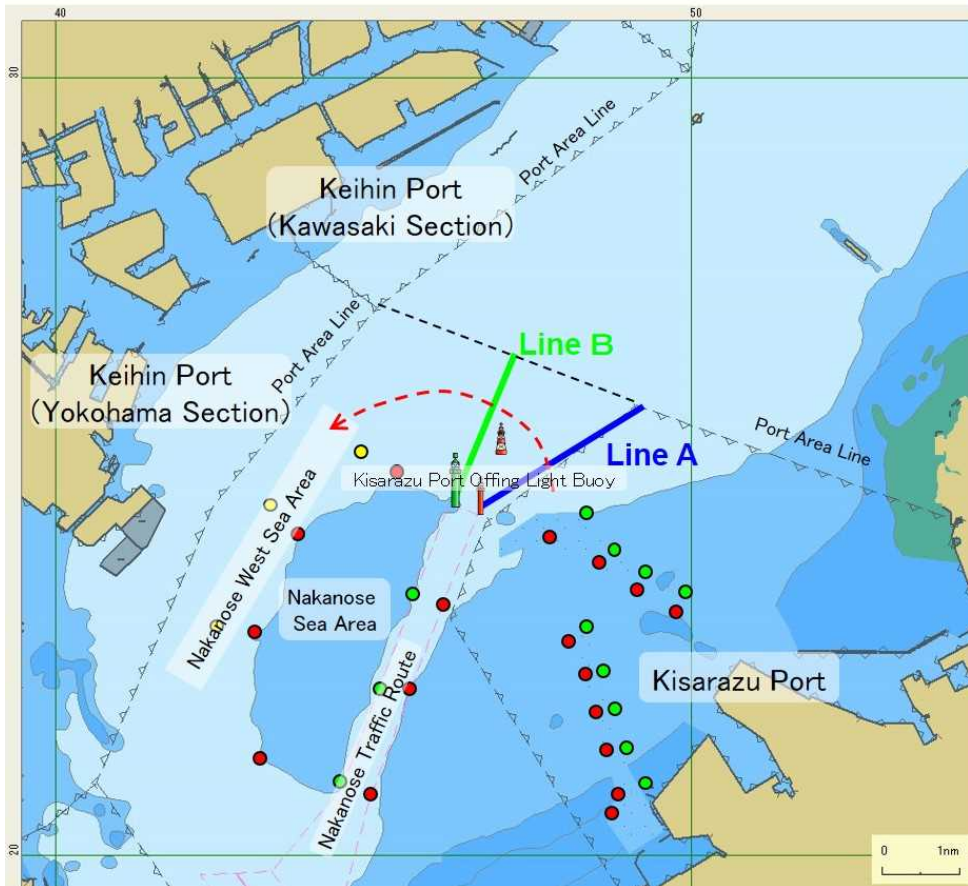 40
50
30
Port Area Line
Keihin Port
(Kawasaki Section)
Port Area Line
Line B
Keihin Port
(Yokohama Section)
Line A
Port Area Line
Kisarazu Port Offing Light Buoy
Nakanose West Sea Area
Nakanose
Sea Area
Kisarazu Port
Nakanose Traffic Route
20
0 1nm